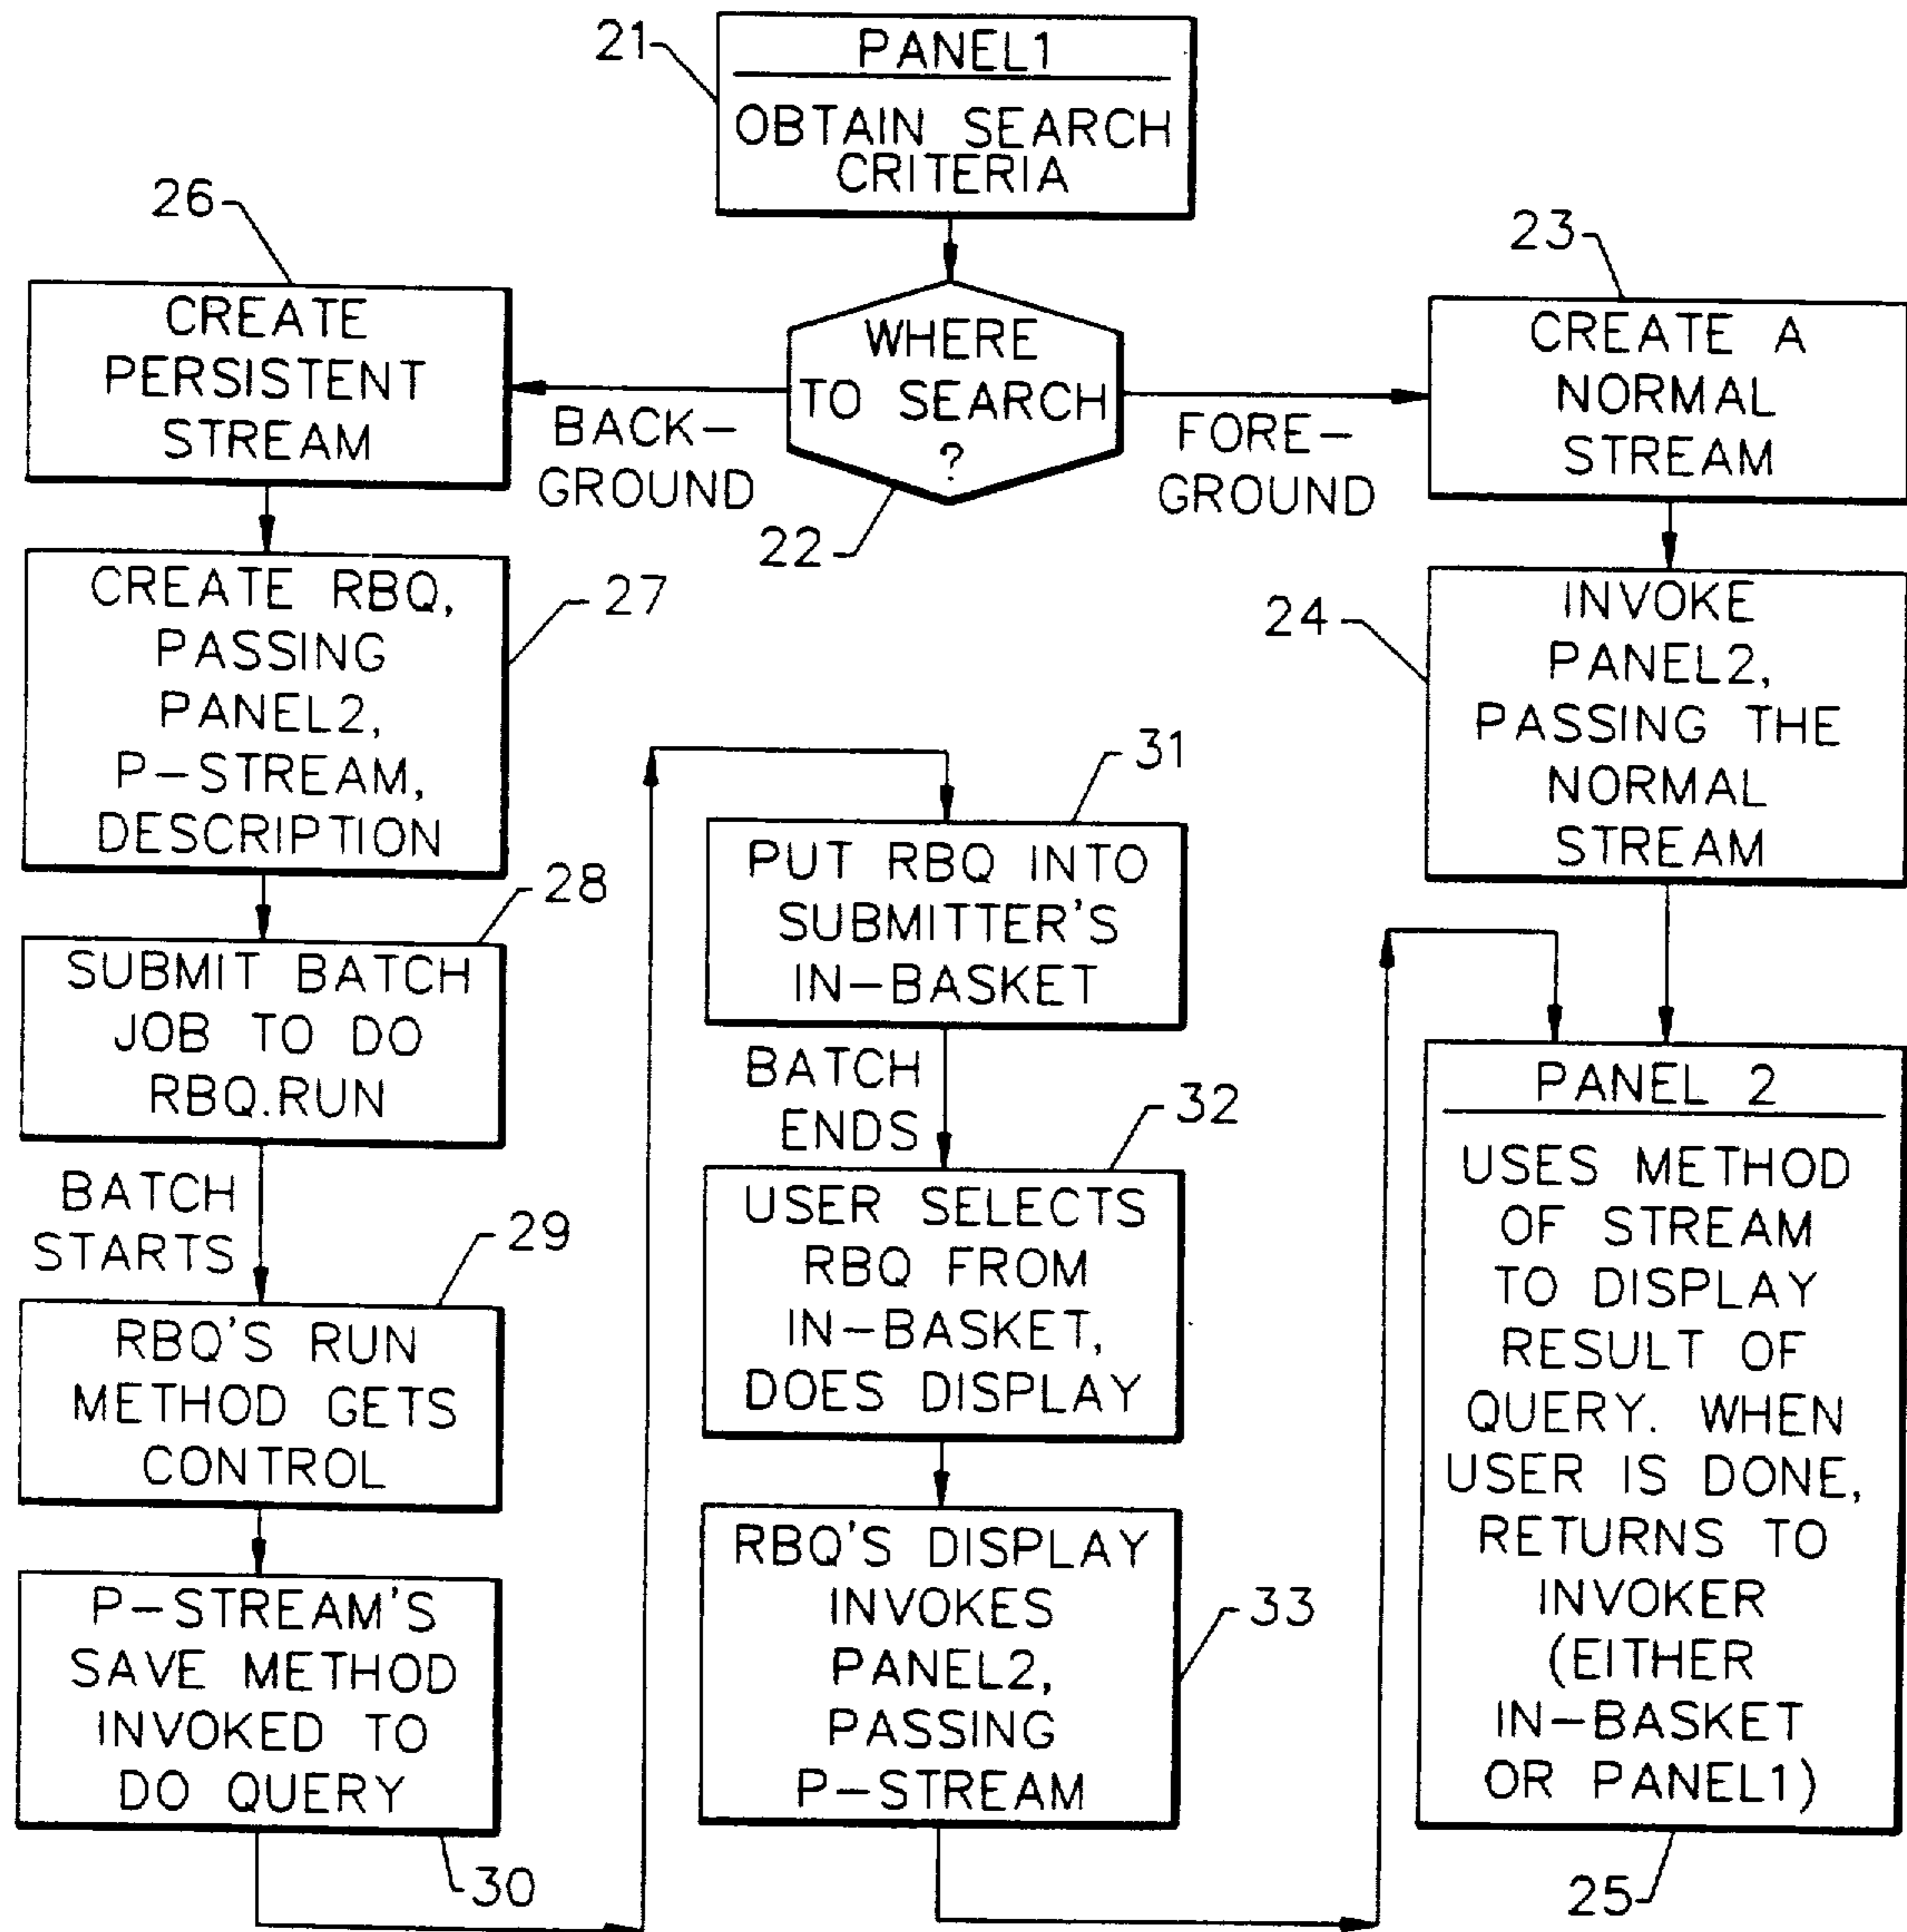 21
PANEL1
OBTAIN SEARCH
CRITERIA
22
WHERE
TO SEARCH
?
BACK-
GROUND
FORE-
GROUND
23
CREATE A
NORMAL
STREAM
24
INVOKE
PANEL2,
PASSING THE
NORMAL
STREAM
26
CREATE
PERSISTENT
STREAM
27
CREATE RBQ,
PASSING
PANEL2,
P-STREAM,
DESCRIPTION
28
SUBMIT BATCH
JOB TO DO
RBQ.RUN
BATCH
STARTS
29
RBQ'S RUN
METHOD GETS
CONTROL
30
P-STREAM'S
SAVE METHOD
INVOKED TO
DO QUERY
31
PUT RBQ INTO
SUBMITTER'S
IN-BASKET
BATCH
ENDS
32
USER SELECTS
RBQ FROM
IN-BASKET,
DOES DISPLAY
33
RBQ'S DISPLAY
INVOKES
PANEL2,
PASSING
P-STREAM
25
PANEL 2
USES METHOD
OF STREAM
TO DISPLAY
RESULT OF
QUERY. WHEN
USER IS DONE,
RETURNS TO
INVOKER
(EITHER
IN-BASKET
OR PANEL1)